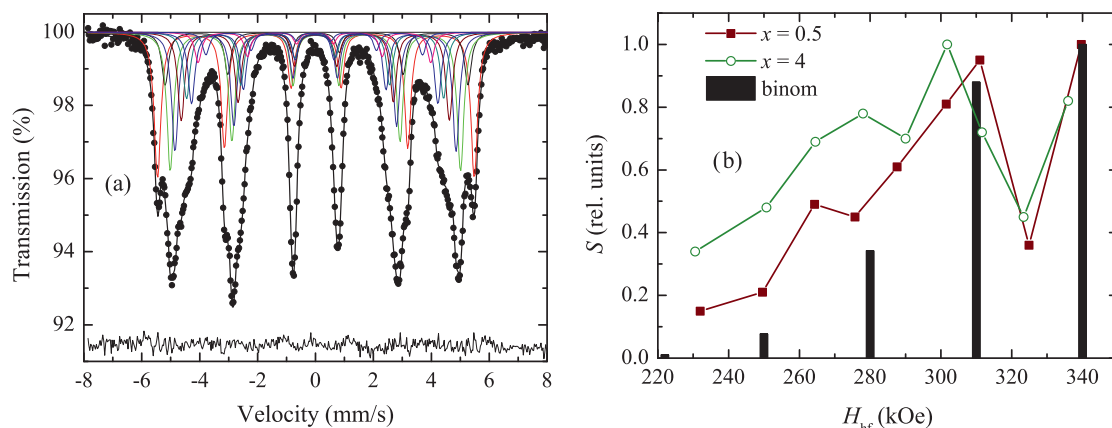 100
98
96
94
92
Transmission (%)
(a)
-8 -6 -4 -2 0 2 4 6 8
Velocity (mm/s)
1.0
0.8
0.6
0.4
0.2
0.0
S (rel. units)
x = 0.5
x = 4
binom
(b)
220 240 260 280 300 320 340
H_hf (kOe)